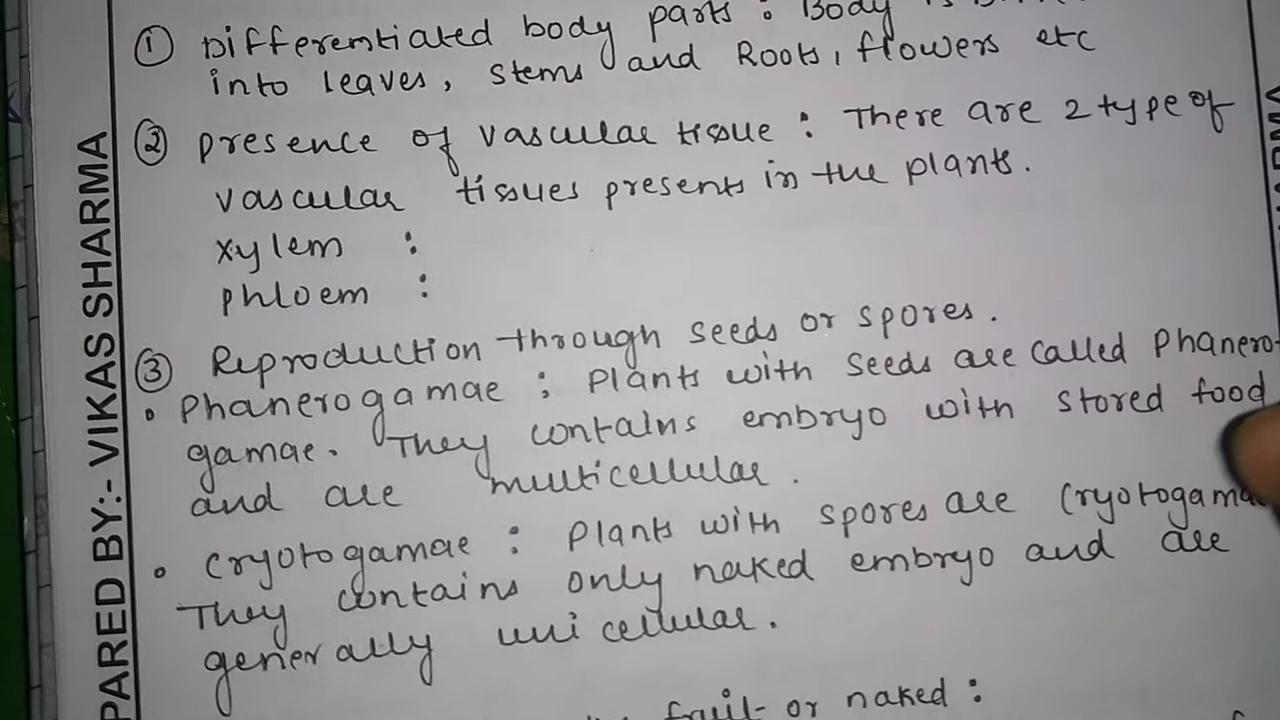 ① Differentiated body parts : Body
into leaves, stems and Roots, flowers etc
② presence of vascular tissue : There are 2 type of
vascular tissues presents in the plants.
xylem :
phloem :
③ Reproduction through seeds or spores.
• Phanerogamae : Plants with seeds are called Phanero-
gamae. They contains embryo with stored food
and are multicellular.
• Cryotogamae : Plants with spores are Cryotogamae
They contains only naked embryo and are
generally unicellular.
fruit or naked :
PARED BY:- VIKAS SHARMA